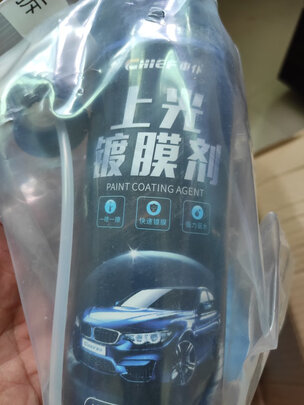 CHIEF 车仆
上光
镀膜剂
PAINT COATING AGENT
一喷一擦 快速镀膜 强力拨水